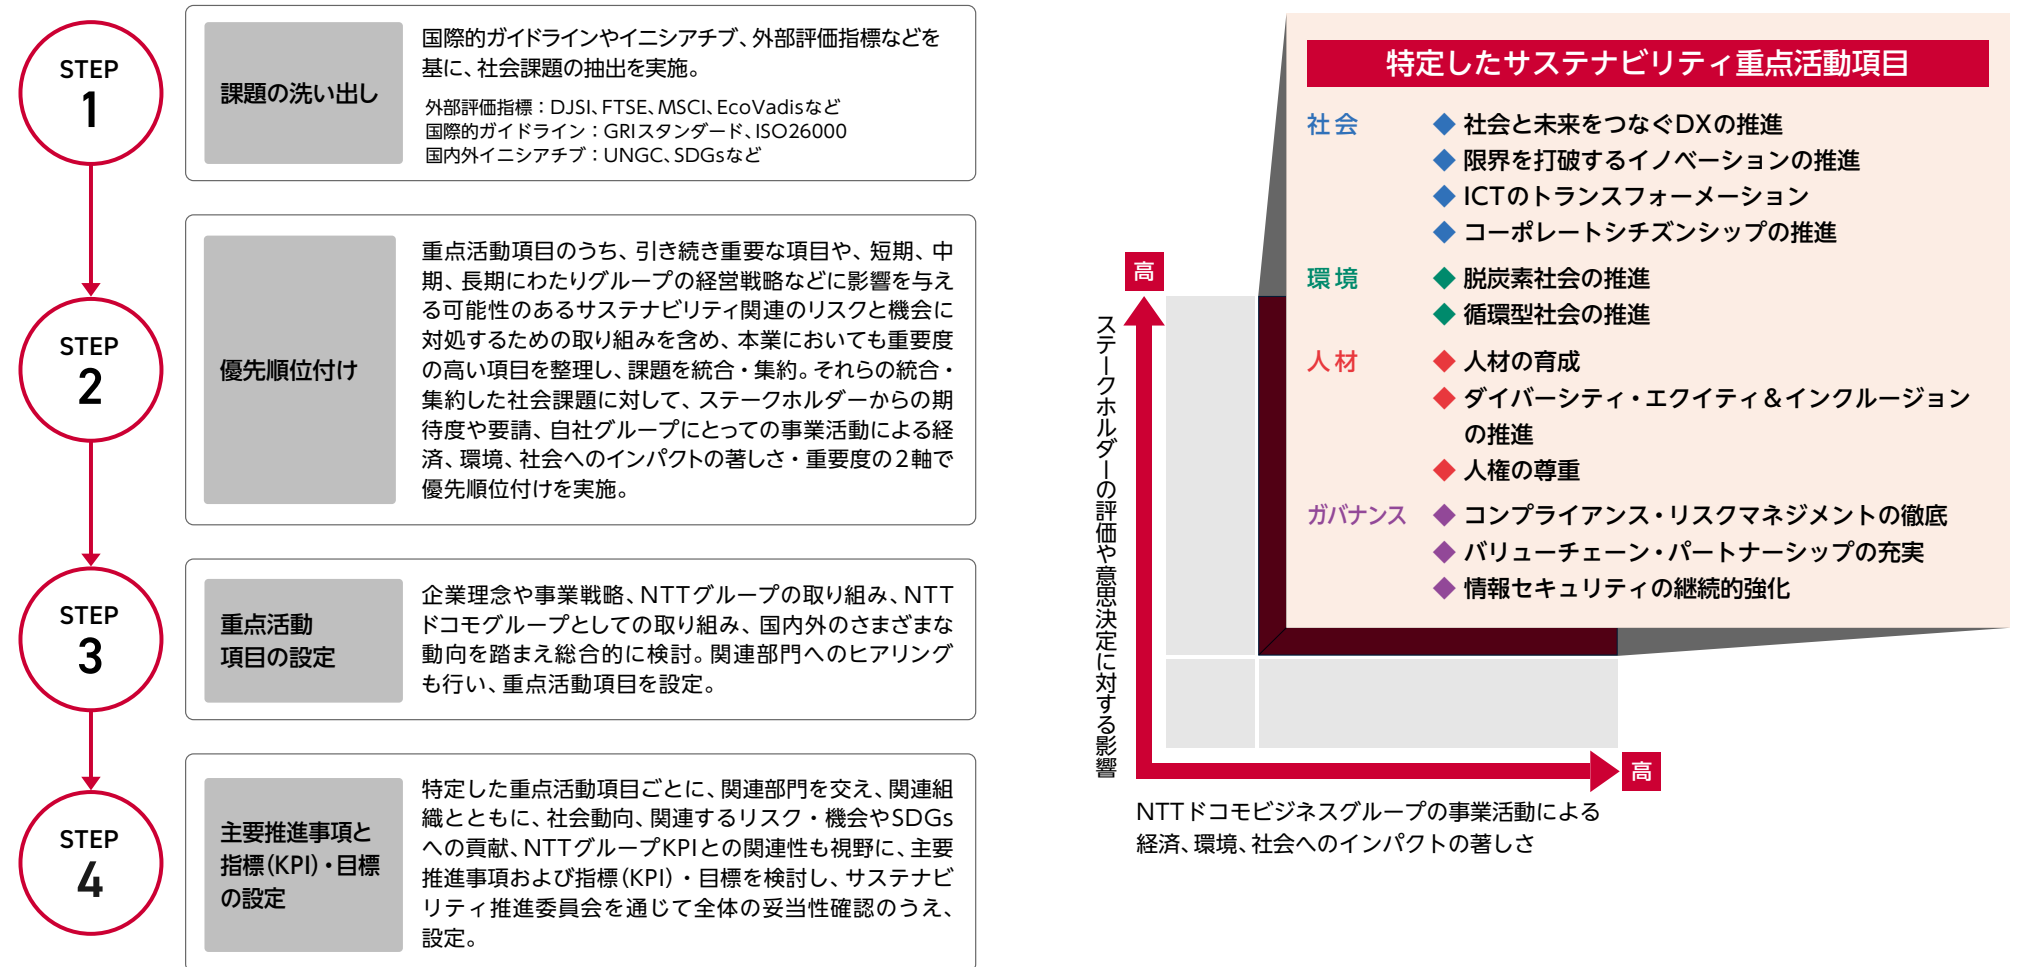 STEP
1
課題の洗い出し
国際的ガイドラインやイニシアチブ、外部評価指標などを
基に、社会課題の抽出を実施。
外部評価指標：DJSI、FTSE、MSCI、EcoVadisなど
国際的ガイドライン：GRIスタンダード、ISO26000
国内外イニシアチブ：UNGC、SDGsなど
STEP
2
優先順位付け
重点活動項目のうち、引き続き重要な項目や、短期、中
期、長期にわたりグループの経営戦略などに影響を与え
る可能性のあるサステナビリティ関連のリスクと機会に
対処するための取り組みを含め、本業においても重要度
の高い項目を整理し、課題を統合・集約。それらの統合・
集約した社会課題に対して、ステークホルダーからの期
待度や要請、自社グループにとっての事業活動による経
済、環境、社会へのインパクトの著しさ・重要度の2軸で
優先順位付けを実施。
STEP
3
重点活動
項目の設定
企業理念や事業戦略、NTTグループの取り組み、NTT
ドコモグループとしての取り組み、国内外のさまざまな
動向を踏まえ総合的に検討。関連部門へのヒアリング
も行い、重点活動項目を設定。
STEP
4
主要推進事項と
指標（KPI）・目標
の設定
特定した重点活動項目ごとに、関連部門を交え、関連組
織とともに、社会動向、関連するリスク・機会やSDGs
への貢献、NTTグループKPIとの関連性も視野に、主要
推進事項および指標（KPI）・目標を検討し、サステナビ
リティ推進委員会を通じて全体の妥当性確認のうえ、
設定。
特定したサステナビリティ重点活動項目
社会
◆ 社会と未来をつなぐDXの推進
◆ 限界を打破するイノベーションの推進
◆ ICTのトランスフォーメーション
◆ コーポレートシチズンシップの推進
環境
◆ 脱炭素社会の推進
◆ 循環型社会の推進
人材
◆ 人材の育成
◆ ダイバーシティ・エクイティ＆インクルージョン
の推進
◆ 人権の尊重
ガバナンス
◆ コンプライアンス・リスクマネジメントの徹底
◆ バリューチェーン・パートナーシップの充実
◆ 情報セキュリティの継続的強化
高
ステークホルダーの評価や意思決定に対する影響
高
NTTドコモビジネスグループの事業活動による
経済、環境、社会へのインパクトの著しさ